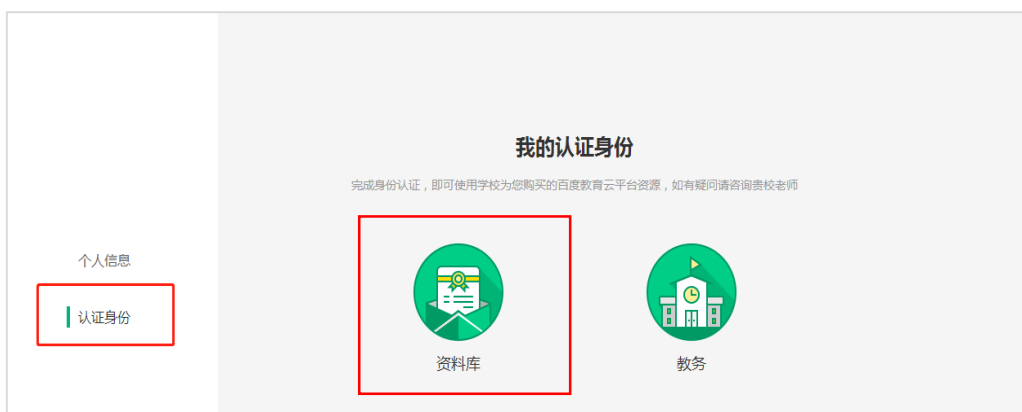 我的认证身份
完成身份认证，即可使用学校为您购买的百度教育云平台资源，如有疑问请咨询贵校老师
个人信息
认证身份
资料库
教务